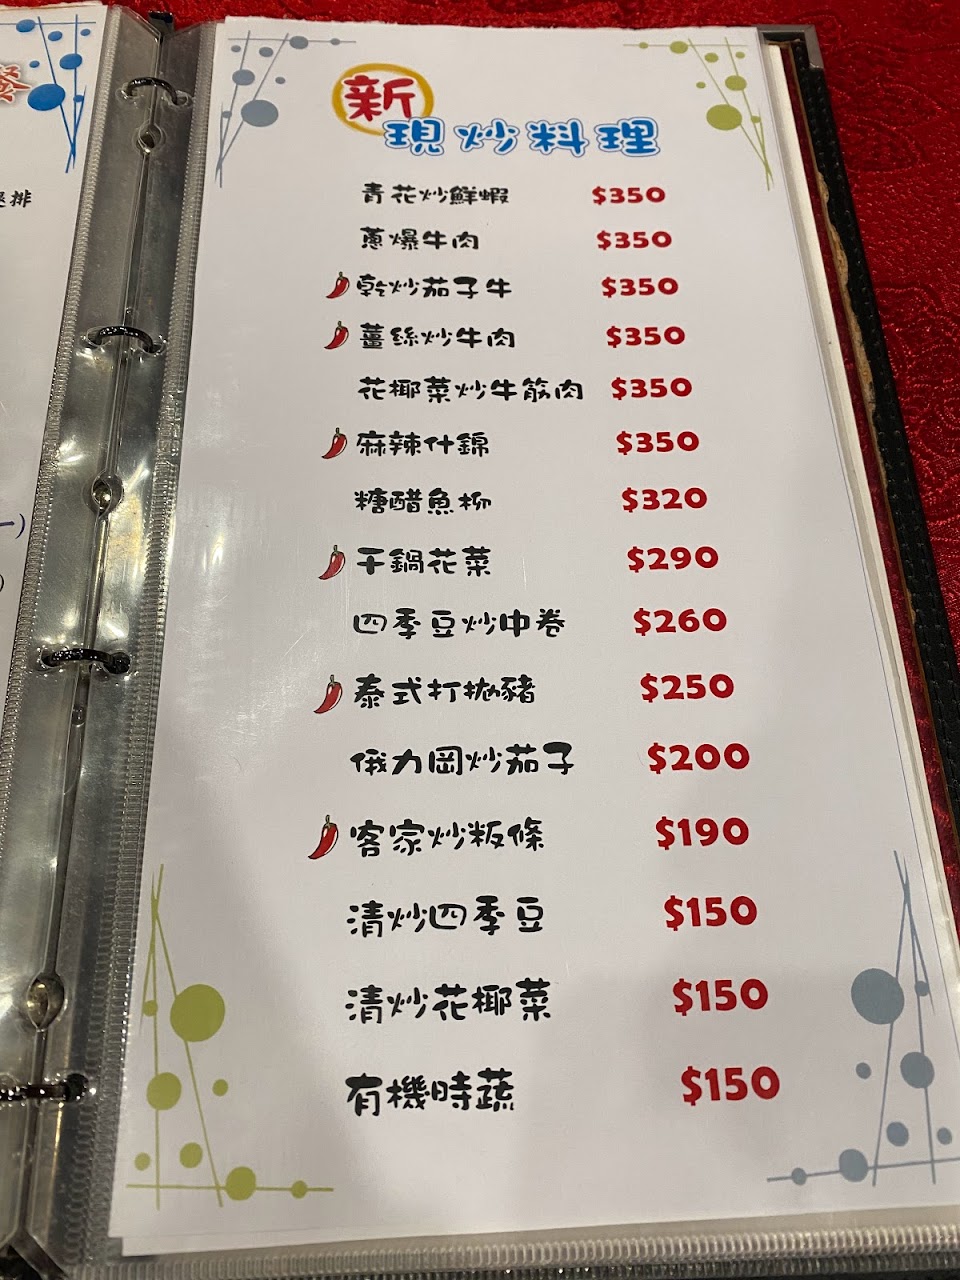 餐
排
一)
)
新
現炒料理
青花炒鮮蝦 $350
蔥爆牛肉 $350
乾炒茄子牛 $350
薑絲炒牛肉 $350
花椰菜炒牛筋肉 $350
麻辣什錦 $350
糖醋魚柳 $320
干鍋花菜 $290
四季豆炒中卷 $260
泰式打拋豬 $250
俄力岡炒茄子 $200
客家炒粄條 $190
清炒四季豆 $150
清炒花椰菜 $150
有機時蔬 $150